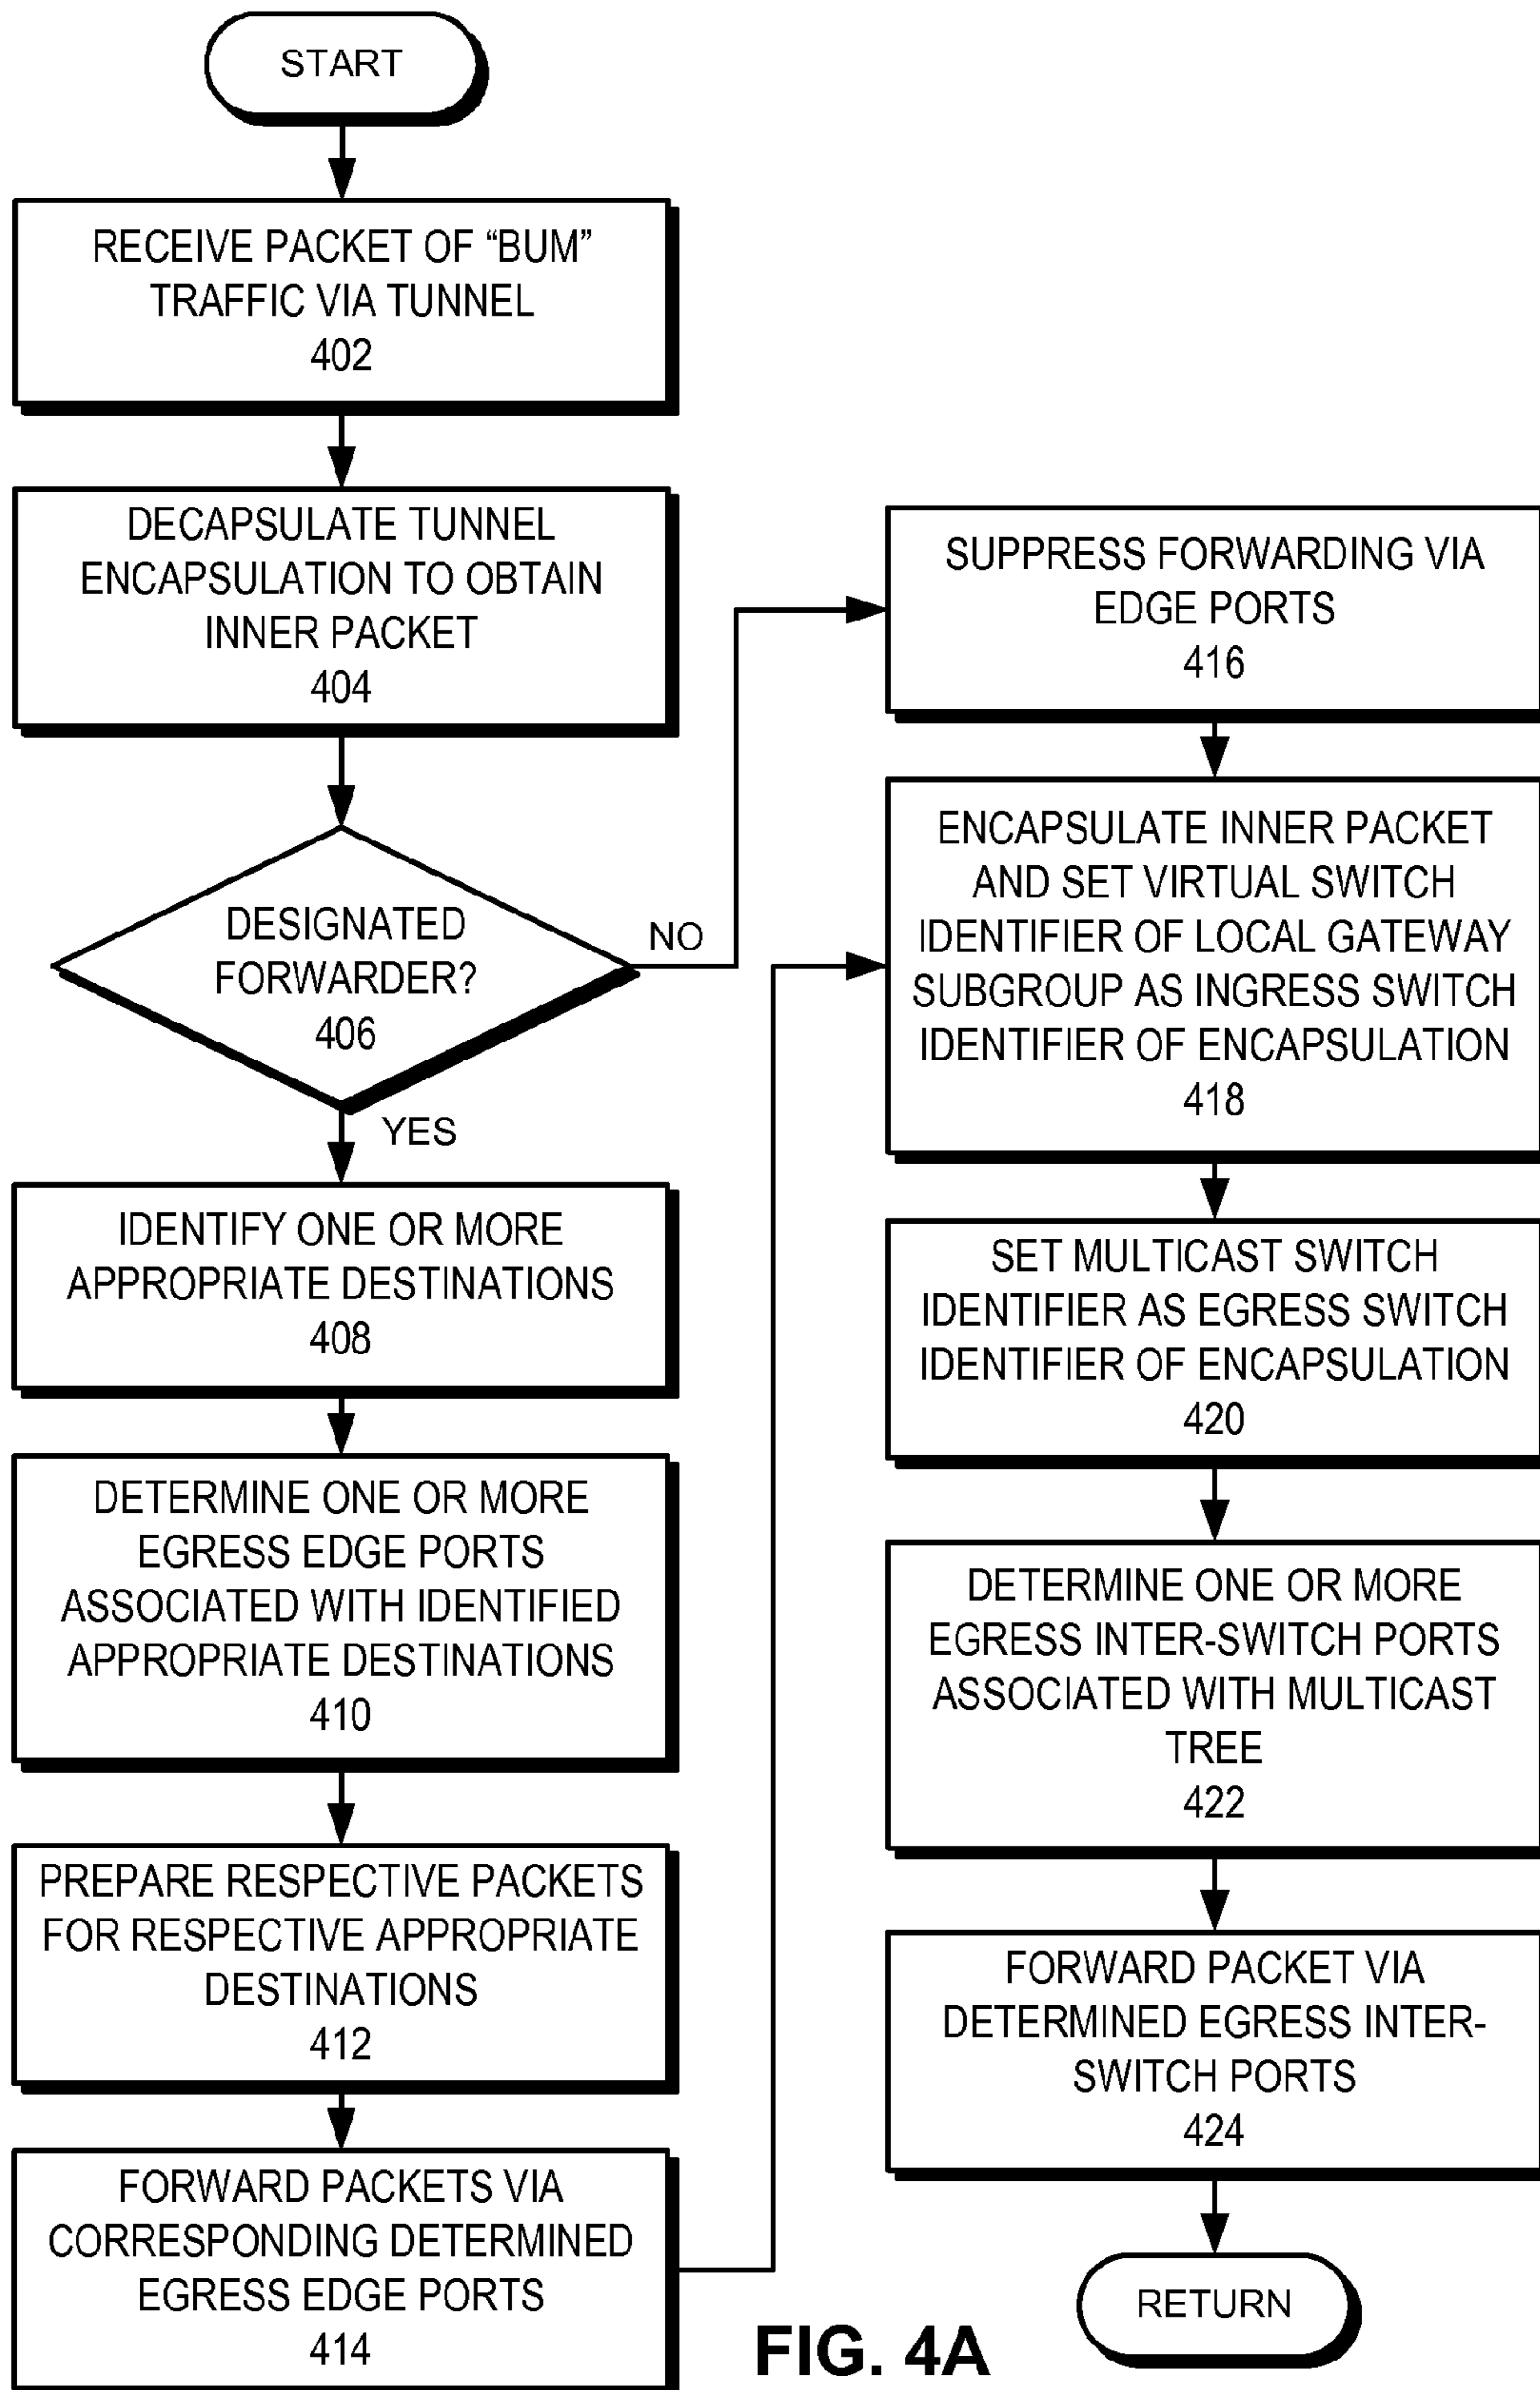 START
RECEIVE PACKET OF “BUM”
TRAFFIC VIA TUNNEL
402
DECAPSULATE TUNNEL
ENCAPSULATION TO OBTAIN
INNER PACKET
404
DESIGNATED
FORWARDER?
406
NO
YES
IDENTIFY ONE OR MORE
APPROPRIATE DESTINATIONS
408
DETERMINE ONE OR MORE
EGRESS EDGE PORTS
ASSOCIATED WITH IDENTIFIED
APPROPRIATE DESTINATIONS
410
PREPARE RESPECTIVE PACKETS
FOR RESPECTIVE APPROPRIATE
DESTINATIONS
412
FORWARD PACKETS VIA
CORRESPONDING DETERMINED
EGRESS EDGE PORTS
414
SUPPRESS FORWARDING VIA
EDGE PORTS
416
ENCAPSULATE INNER PACKET
AND SET VIRTUAL SWITCH
IDENTIFIER OF LOCAL GATEWAY
SUBGROUP AS INGRESS SWITCH
IDENTIFIER OF ENCAPSULATION
418
SET MULTICAST SWITCH
IDENTIFIER AS EGRESS SWITCH
IDENTIFIER OF ENCAPSULATION
420
DETERMINE ONE OR MORE
EGRESS INTER-SWITCH PORTS
ASSOCIATED WITH MULTICAST
TREE
422
FORWARD PACKET VIA
DETERMINED EGRESS INTER-
SWITCH PORTS
424
RETURN
FIG. 4A